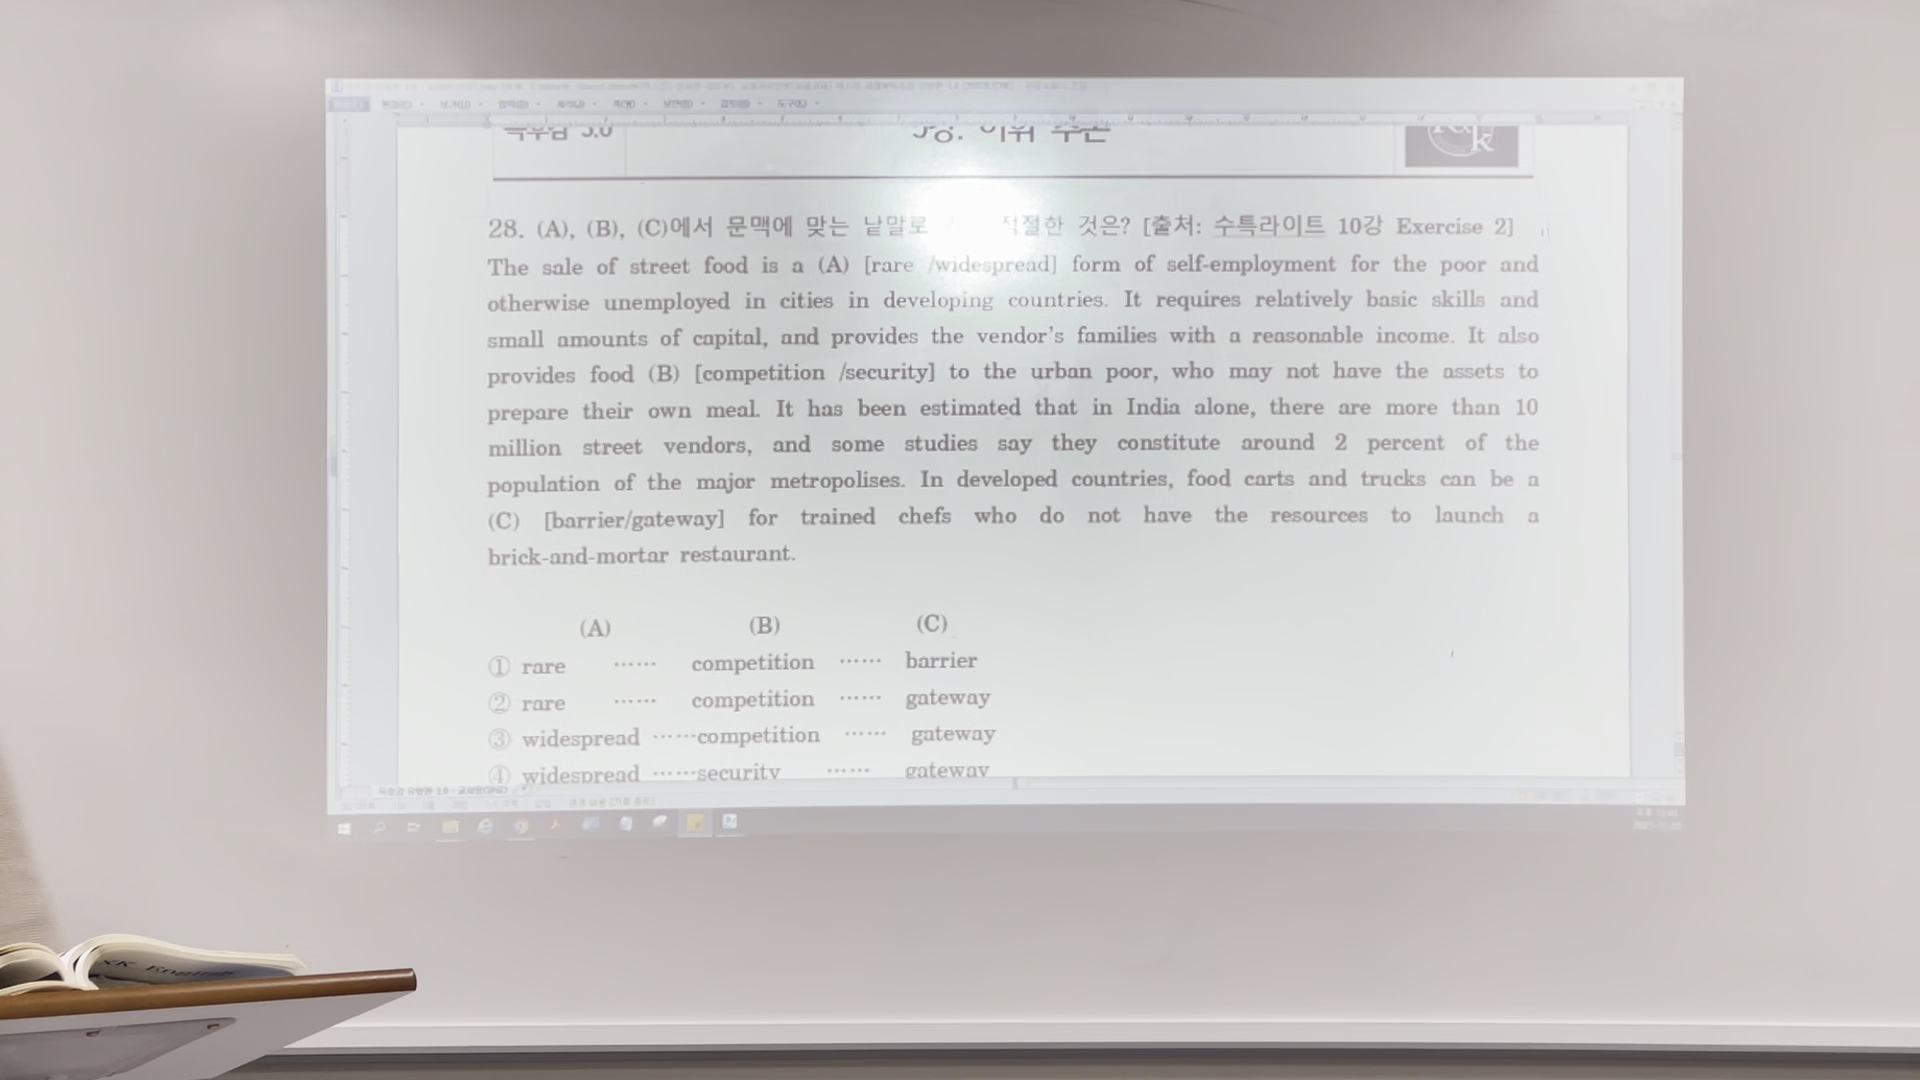 28. (A), (B), (C)에서 문맥에 맞는 낱말로 적절한 것은? [출처: 수특라이트 10강 Exercise 2]
The sale of street food is a (A) [rare /widespread] form of self-employment for the poor and
otherwise unemployed in cities in developing countries. It requires relatively basic skills and
small amounts of capital, and provides the vendor's families with a reasonable income. It also
provides food (B) [competition /security] to the urban poor, who may not have the assets to
prepare their own meal. It has been estimated that in India alone, there are more than 10
million street vendors, and some studies say they constitute around 2 percent of the
population of the major metropolises. In developed countries, food carts and trucks can be a
(C) [barrier/gateway] for trained chefs who do not have the resources to launch a
brick-and-mortar restaurant.
(A) (B) (C)
① rare ······ competition ······ barrier
② rare ······ competition ······ gateway
③ widespread ······competition ······ gateway
④ widespread ······security ······ gateway